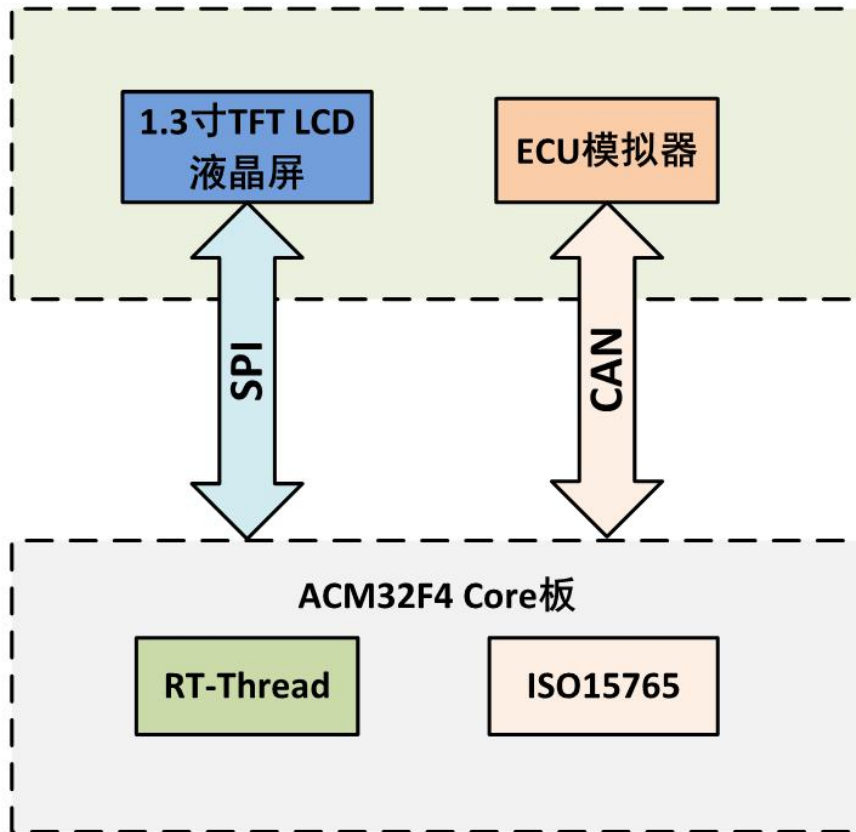 1.3寸TFT LCD
液晶屏
ECU模拟器
SPI
CAN
ACM32F4 Core板
RT-Thread
ISO15765